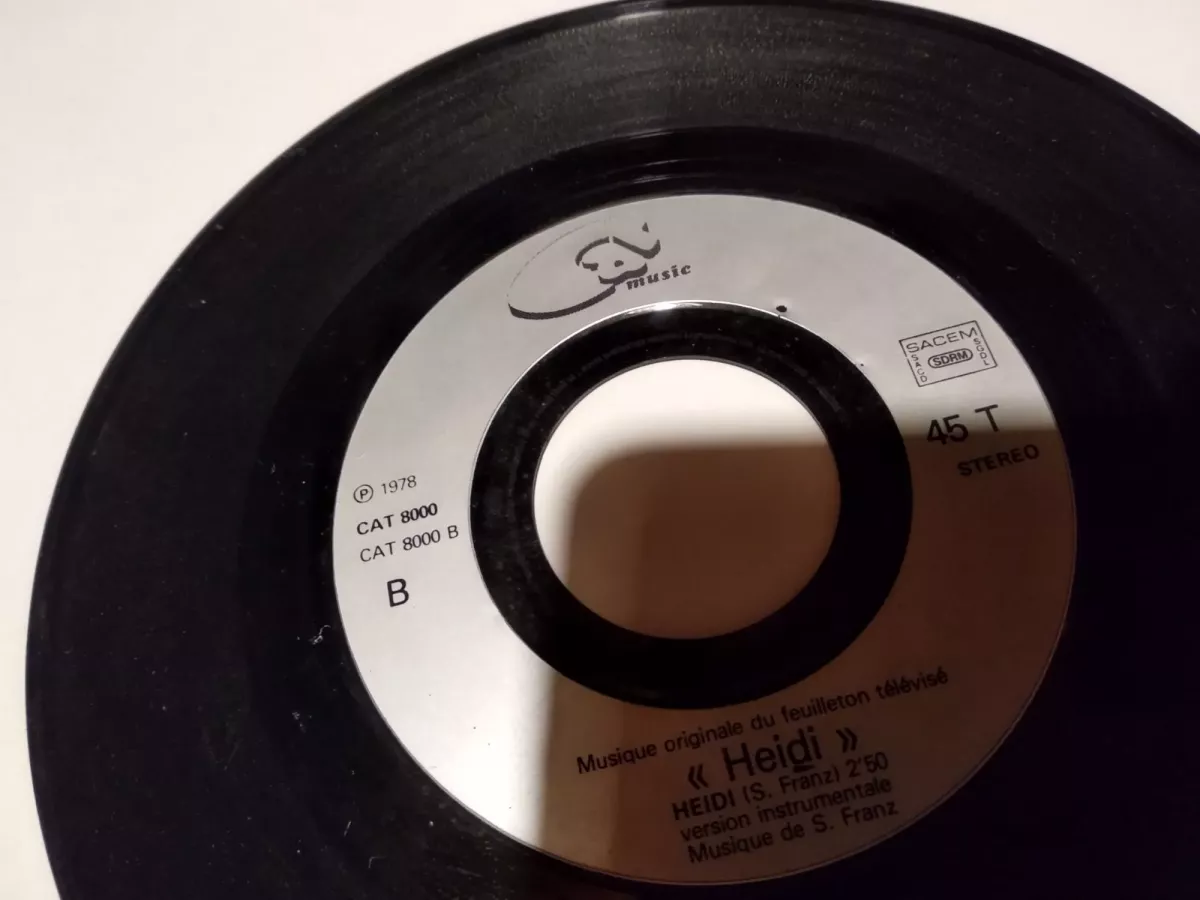 music
SACEM
SACD
SDRM
SGDL
45 T
STEREO
℗ 1978
CAT 8000
CAT 8000 B
B
Musique originale du feuilleton télévisé
« Heidi »
HEIDI (S. Franz) 2'50
version instrumentale
Musique de S. Franz